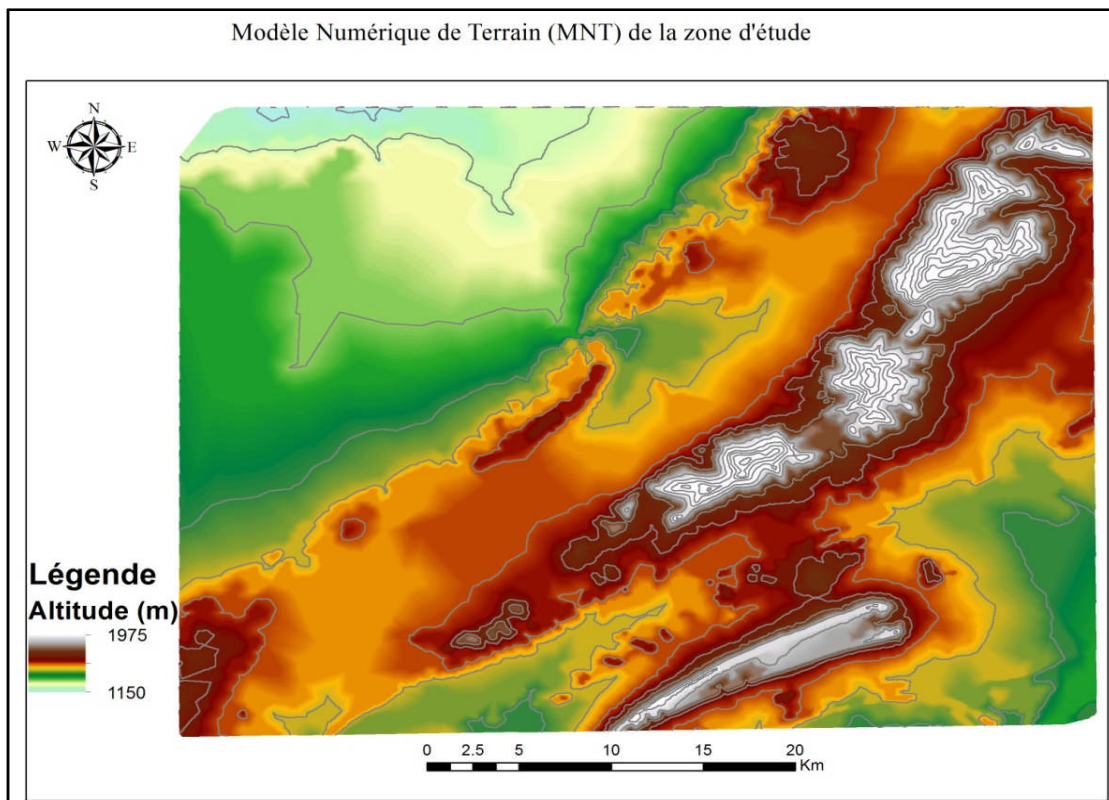 Modèle Numérique de Terrain (MNT) de la zone d'étude
N
W E
S
Légende
Altitude (m)
1975
1150
0 2.5 5 10 15 20
Km